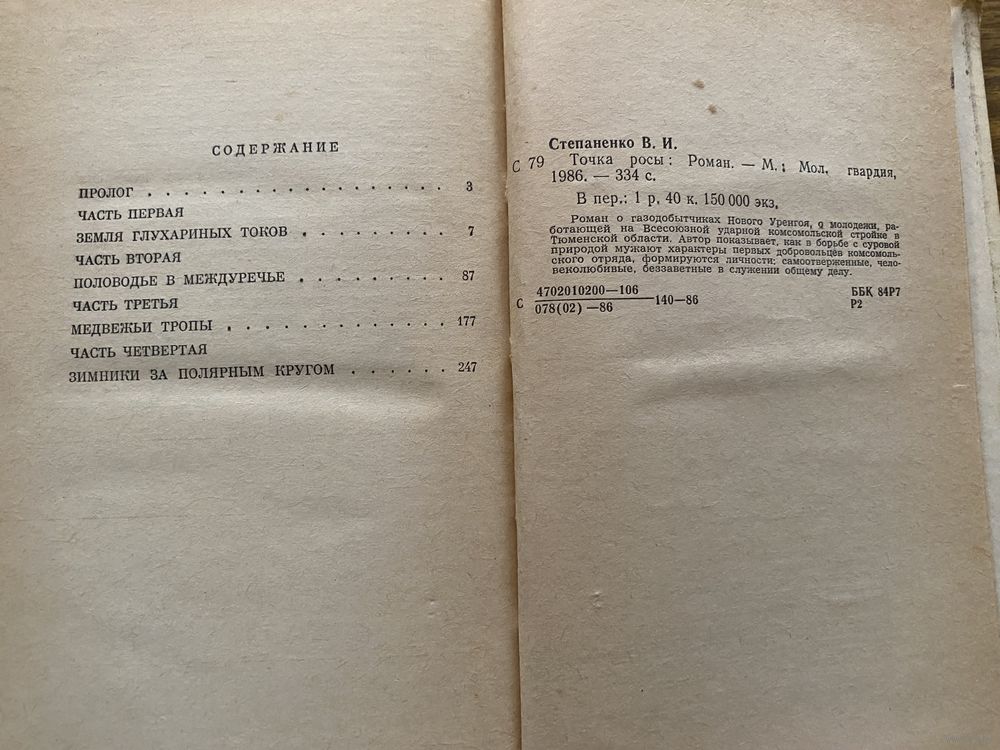 СОДЕРЖАНИЕ
ПРОЛОГ . . . . . . . . . . . . . . . . . 3
ЧАСТЬ ПЕРВАЯ
ЗЕМЛЯ ГЛУХАРИНЫХ ТОКОВ . . . . . . . . 7
ЧАСТЬ ВТОРАЯ
ПОЛОВОДЬЕ В МЕЖДУРЕЧЬЕ . . . . . . . . 87
ЧАСТЬ ТРЕТЬЯ
МЕДВЕЖЬИ ТРОПЫ . . . . . . . . . . . . 177
ЧАСТЬ ЧЕТВЕРТАЯ
ЗИМНИКИ ЗА ПОЛЯРНЫМ КРУГОМ . . . . . . 247
Степаненко В. И.
С 79 Точка росы: Роман. — М.: Мол. гвардия,
1986. — 334 с.
В пер.: 1 р. 40 к. 150 000 экз.
Роман о газодобытчиках Нового Уренгоя, о молодежи, ра-
ботающей на Всесоюзной ударной комсомольской стройке в
Тюменской области. Автор показывает, как в борьбе с суровой
природой мужают характеры первых добровольцев комсомоль-
ского отряда, формируются личности: самоотверженные, чело-
веколюбивые, беззаветные в служении общему делу.
С 4702010200—106
078(02)—86 140—86
ББК 84Р7
Р2